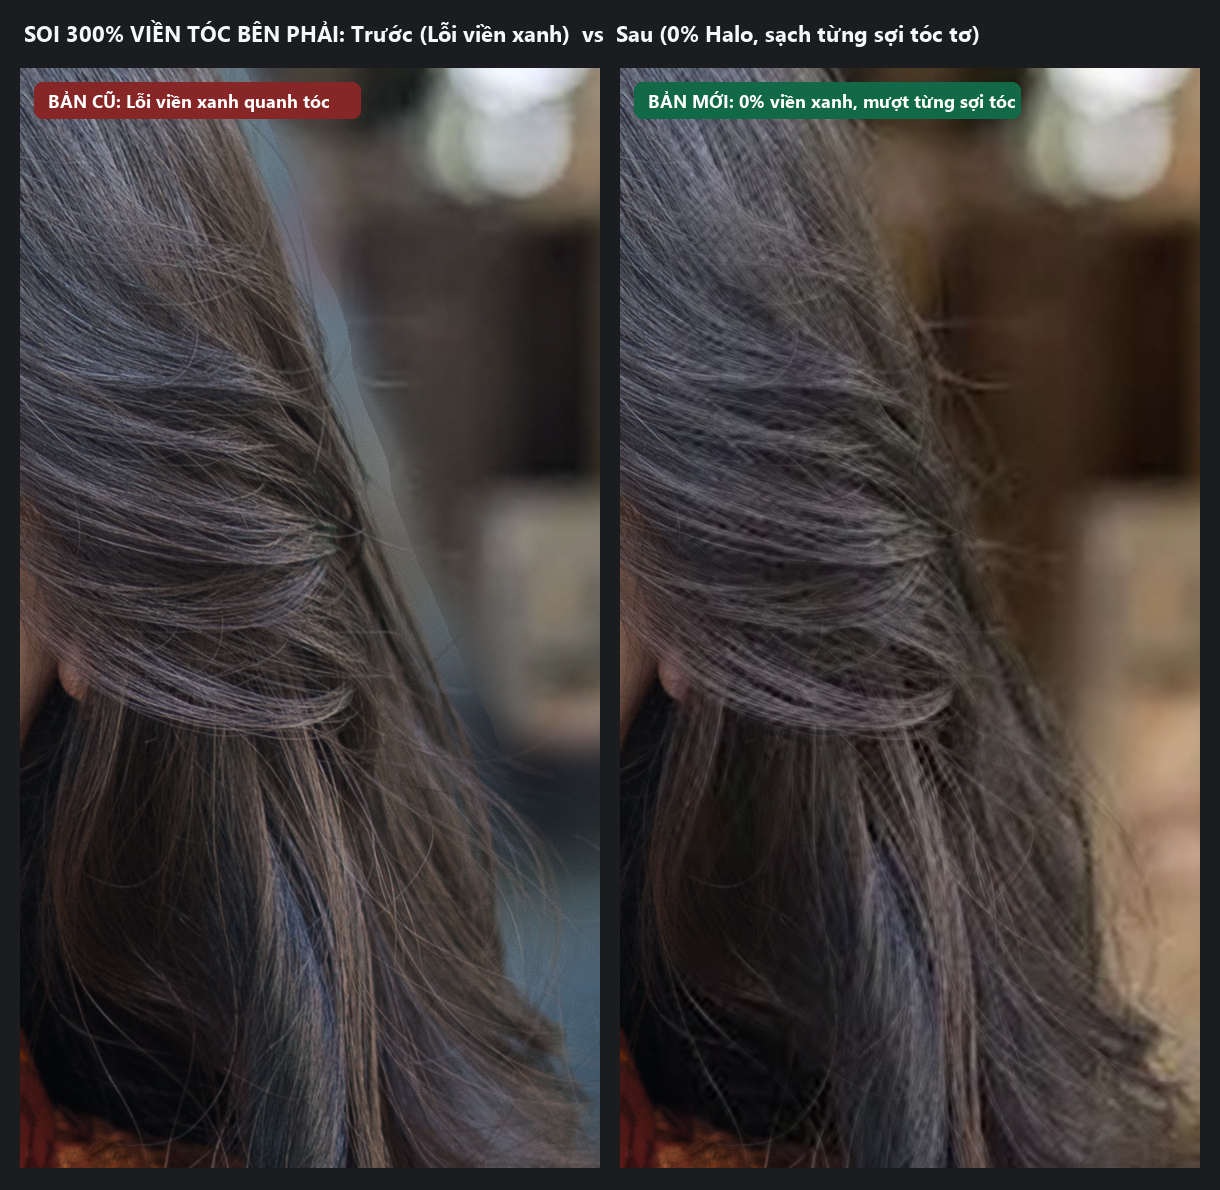 SOI 300% VIỀN TÓC BÊN PHẢI: Trước (Lỗi viền xanh)  vs  Sau (0% Halo, sạch từng sợi tóc tơ)
BẢN CŨ: Lỗi viền xanh quanh tóc
BẢN MỚI: 0% viền xanh, mượt từng sợi tóc